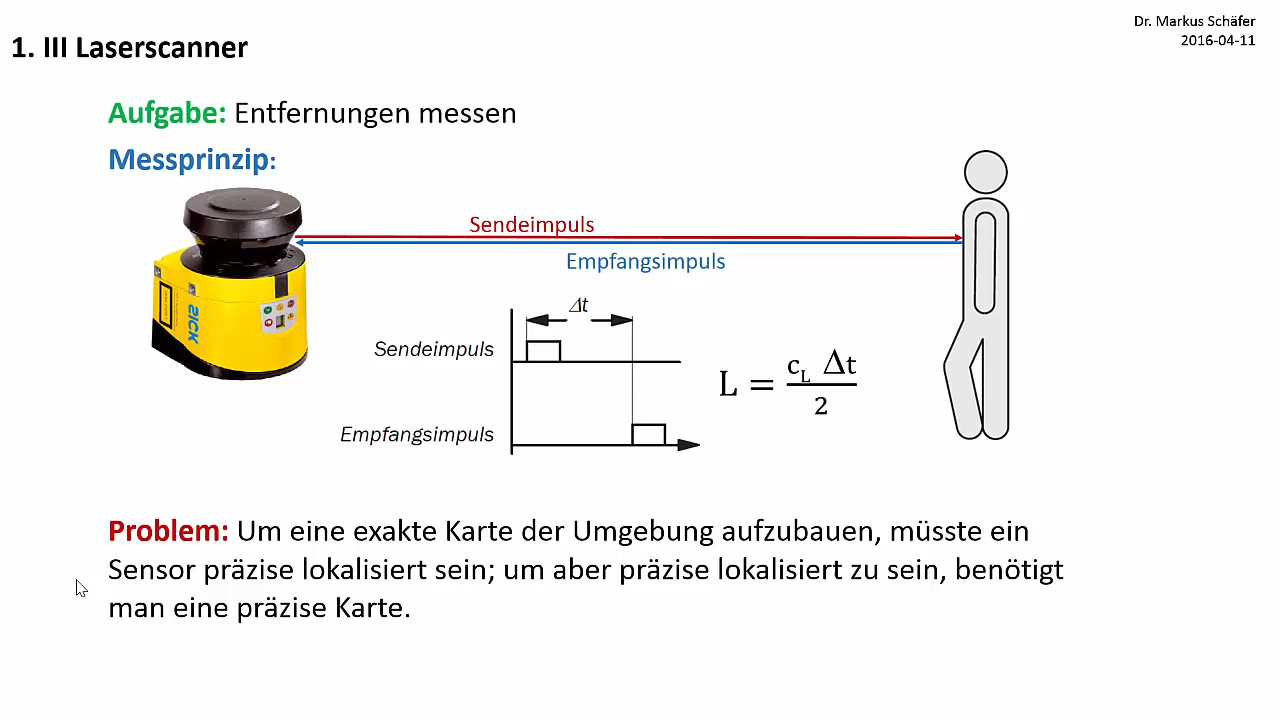 Dr. Markus Schäfer
2016-04-11
1. III Laserscanner
Aufgabe: Entfernungen messen
Messprinzip:
Sendeimpuls
Empfangsimpuls
SICK
Δt
Sendeimpuls
Empfangsimpuls
L = c_L Δt / 2
Problem: Um eine exakte Karte der Umgebung aufzubauen, müsste ein
Sensor präzise lokalisiert sein; um aber präzise lokalisiert zu sein, benötigt
man eine präzise Karte.